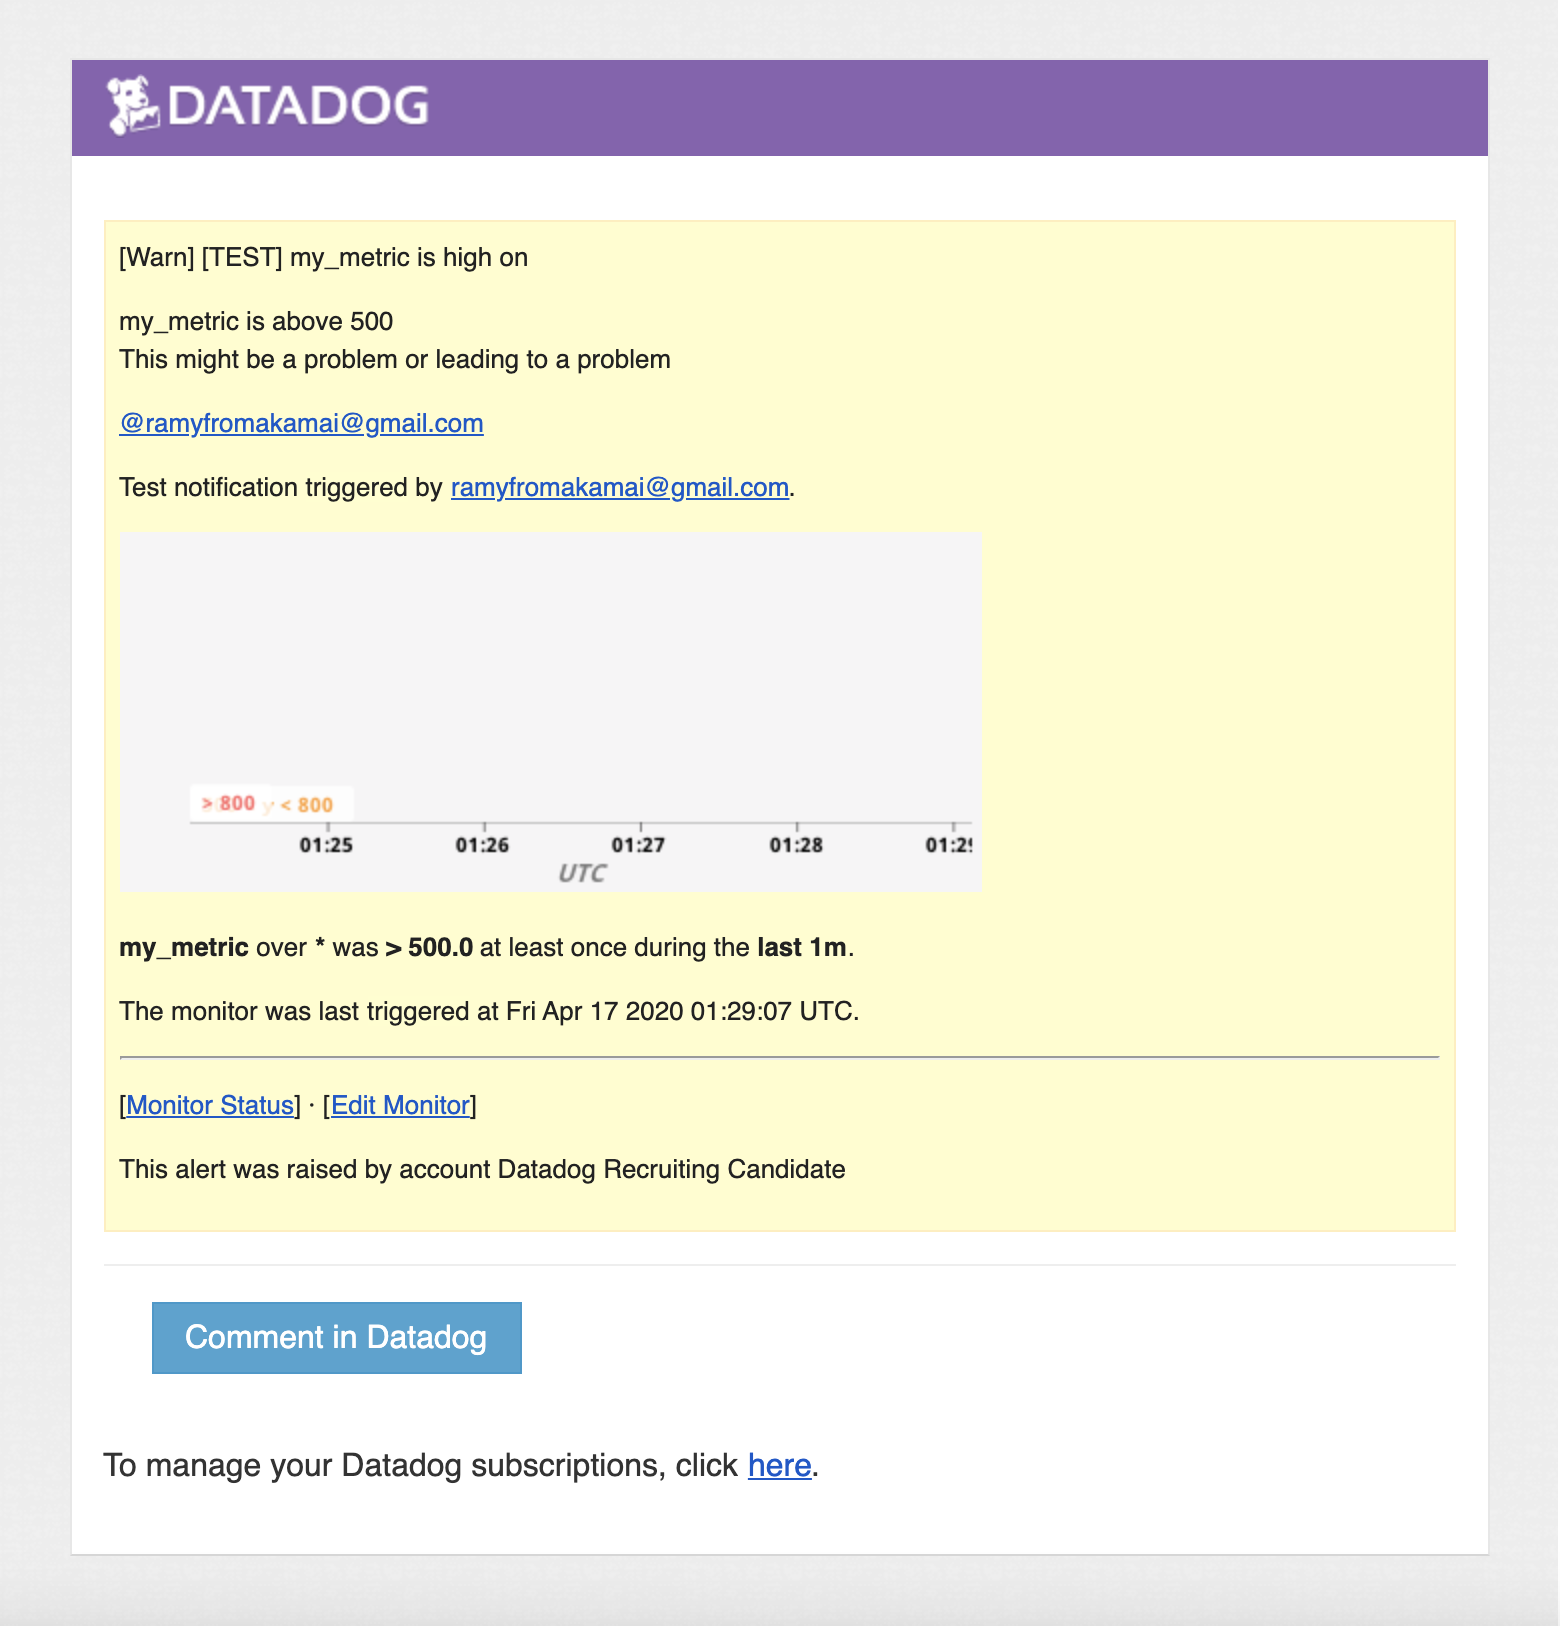 DATADOG
[Warn] [TEST] my_metric is high on
my_metric is above 500
This might be a problem or leading to a problem
@ramyfromakamai@gmail.com
Test notification triggered by ramyfromakamai@gmail.com.
> 800 y < 800
01:25 01:26 01:27 01:28
UTC
my_metric over * was > 500.0 at least once during the last 1m.
The monitor was last triggered at Fri Apr 17 2020 01:29:07 UTC.
[Monitor Status] · [Edit Monitor]
This alert was raised by account Datadog Recruiting Candidate
Comment in Datadog
To manage your Datadog subscriptions, click here.